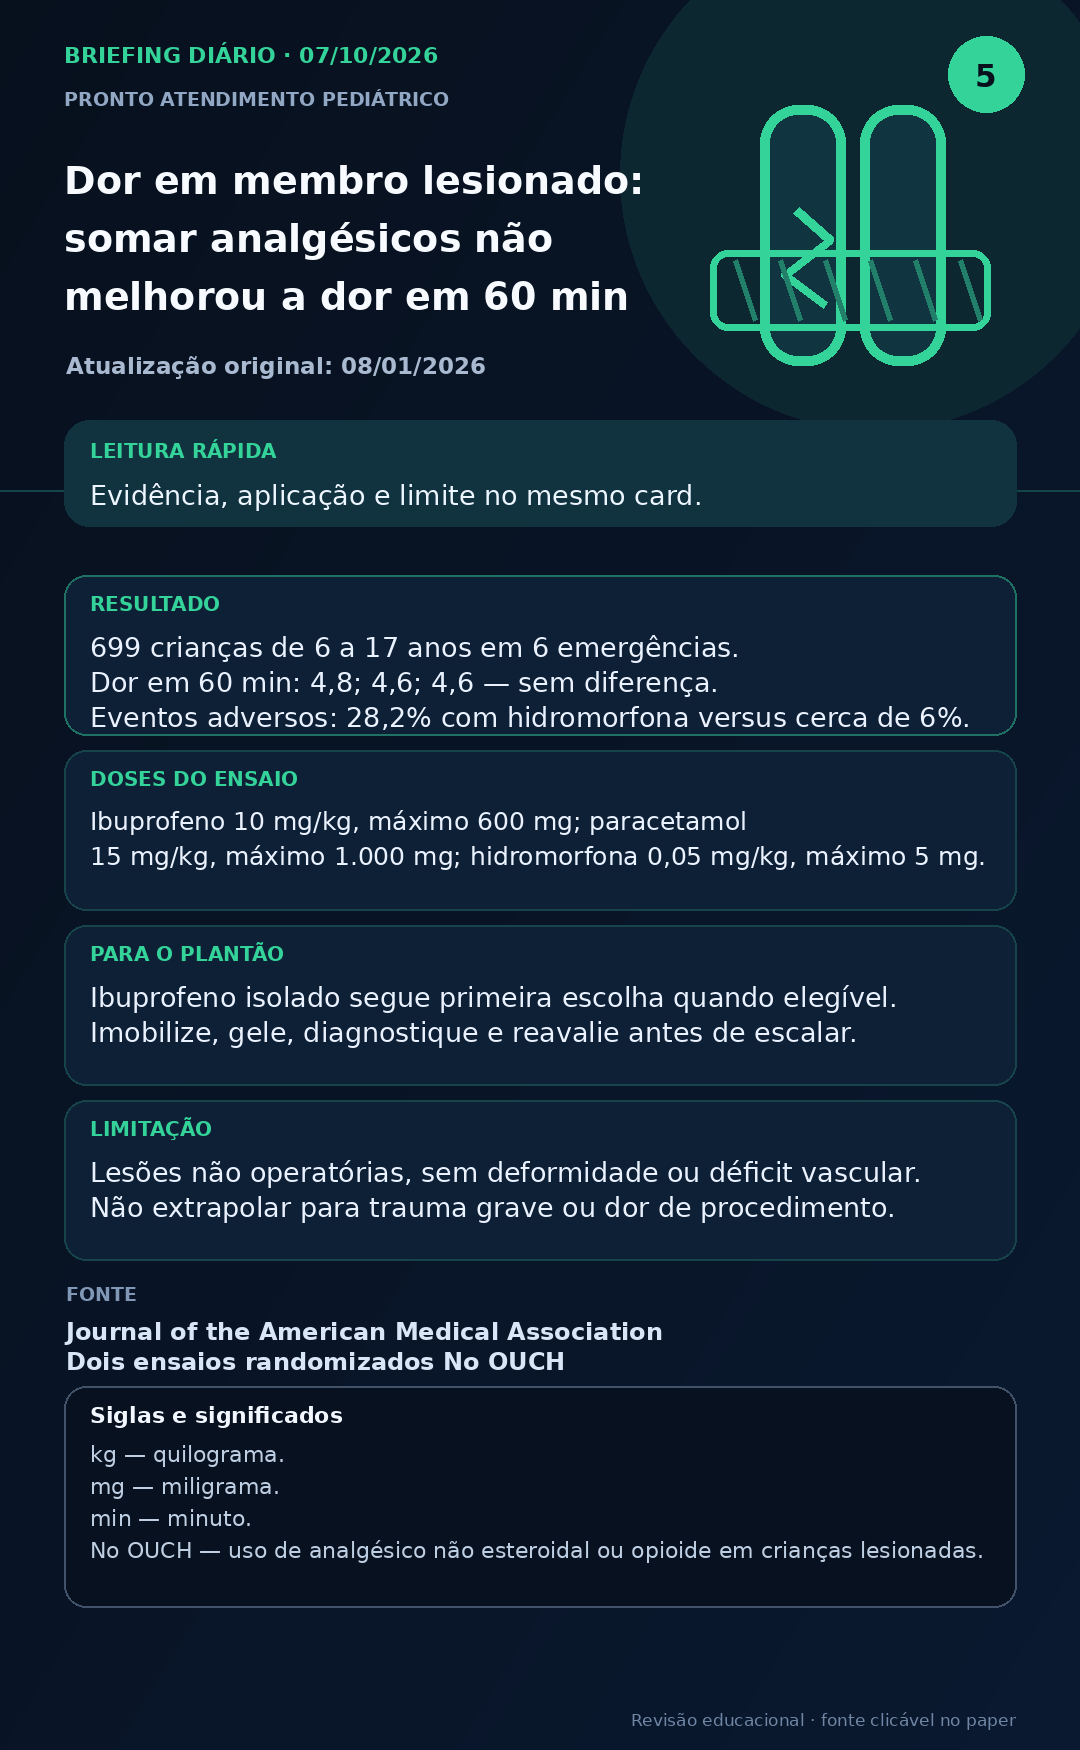 BRIEFING DIÁRIO · 07/10/2026
5
PRONTO ATENDIMENTO PEDIÁTRICO
Dor em membro lesionado:
somar analgésicos não
melhorou a dor em 60 min
Atualização original: 08/01/2026
LEITURA RÁPIDA
Evidência, aplicação e limite no mesmo card.
RESULTADO
699 crianças de 6 a 17 anos em 6 emergências.
Dor em 60 min: 4,8; 4,6; 4,6 — sem diferença.
Eventos adversos: 28,2% com hidromorfona versus cerca de 6%.
DOSES DO ENSAIO
Ibuprofeno 10 mg/kg, máximo 600 mg; paracetamol
15 mg/kg, máximo 1.000 mg; hidromorfona 0,05 mg/kg, máximo 5 mg.
PARA O PLANTÃO
Ibuprofeno isolado segue primeira escolha quando elegível.
Imobilize, gele, diagnostique e reavalie antes de escalar.
LIMITAÇÃO
Lesões não operatórias, sem deformidade ou déficit vascular.
Não extrapolar para trauma grave ou dor de procedimento.
FONTE
Journal of the American Medical Association
Dois ensaios randomizados No OUCH
Siglas e significados
kg — quilograma.
mg — miligrama.
min — minuto.
No OUCH — uso de analgésico não esteroidal ou opioide em crianças lesionadas.
Revisão educacional · fonte clicável no paper